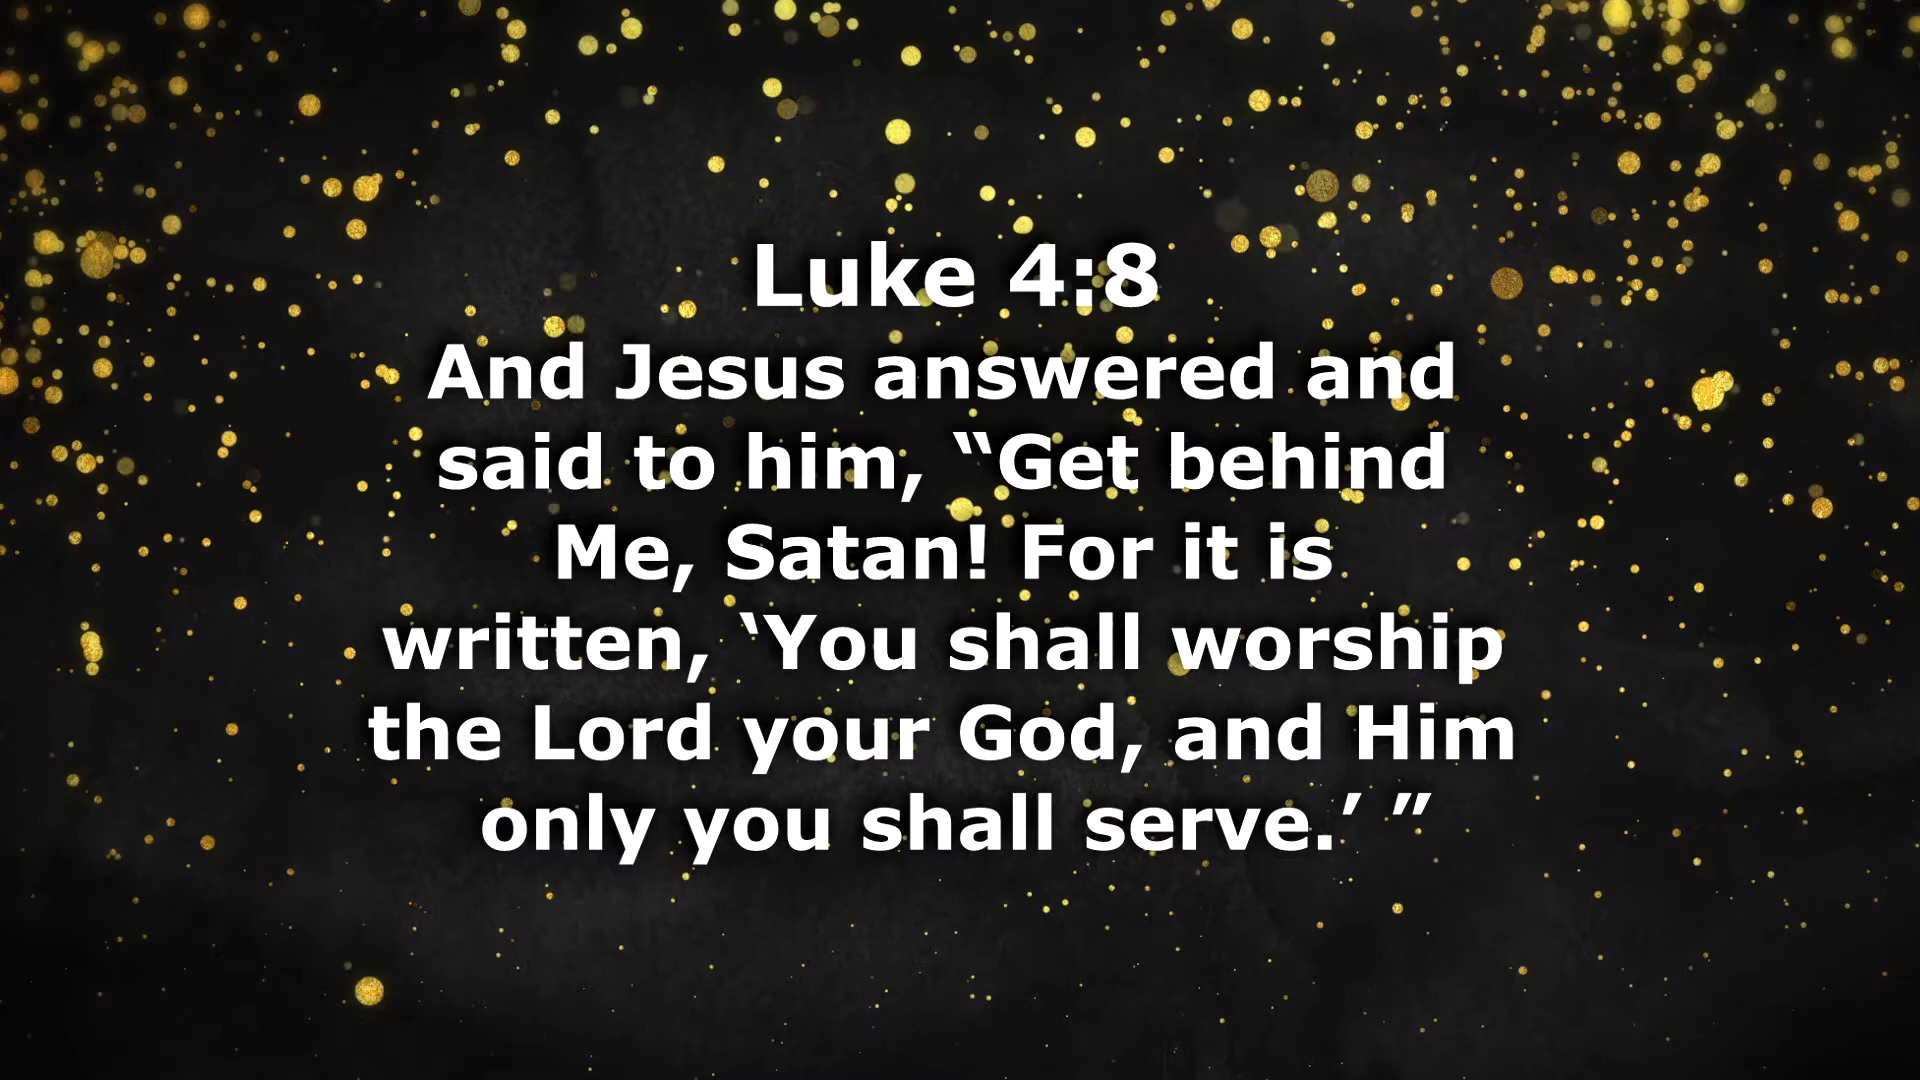 Luke 4:8
And Jesus answered and
said to him, “Get behind
Me, Satan! For it is
written, ‘You shall worship
the Lord your God, and Him
only you shall serve.’ ”